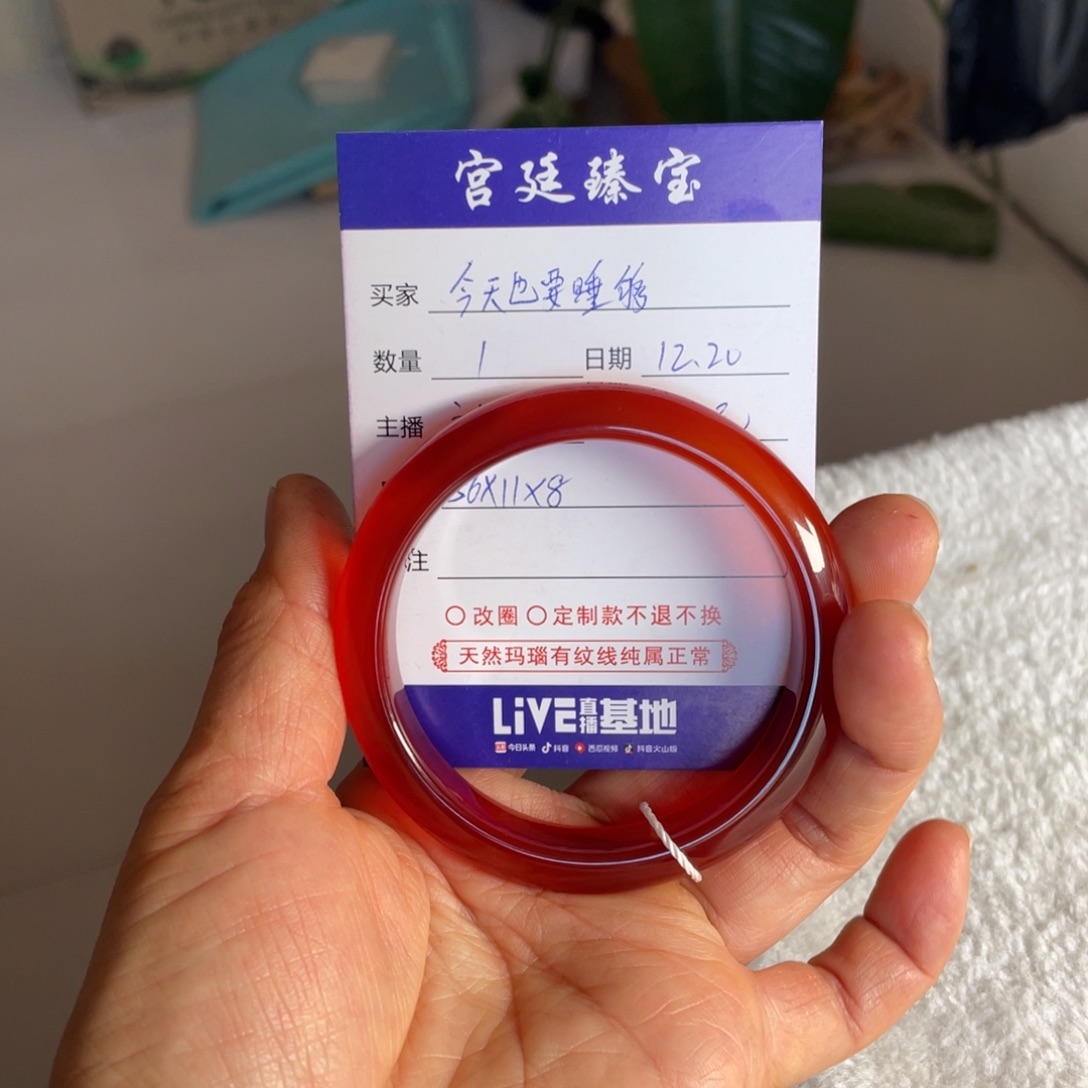 宫廷臻宝
买家 今天也要睡够
数量 1 日期 12.20
主播
56X11X8
注
○改圈○定制款不退不换
天然玛瑙有纹线纯属正常
LiVE直播基地
今日头条 抖音 西瓜视频 抖音火山版